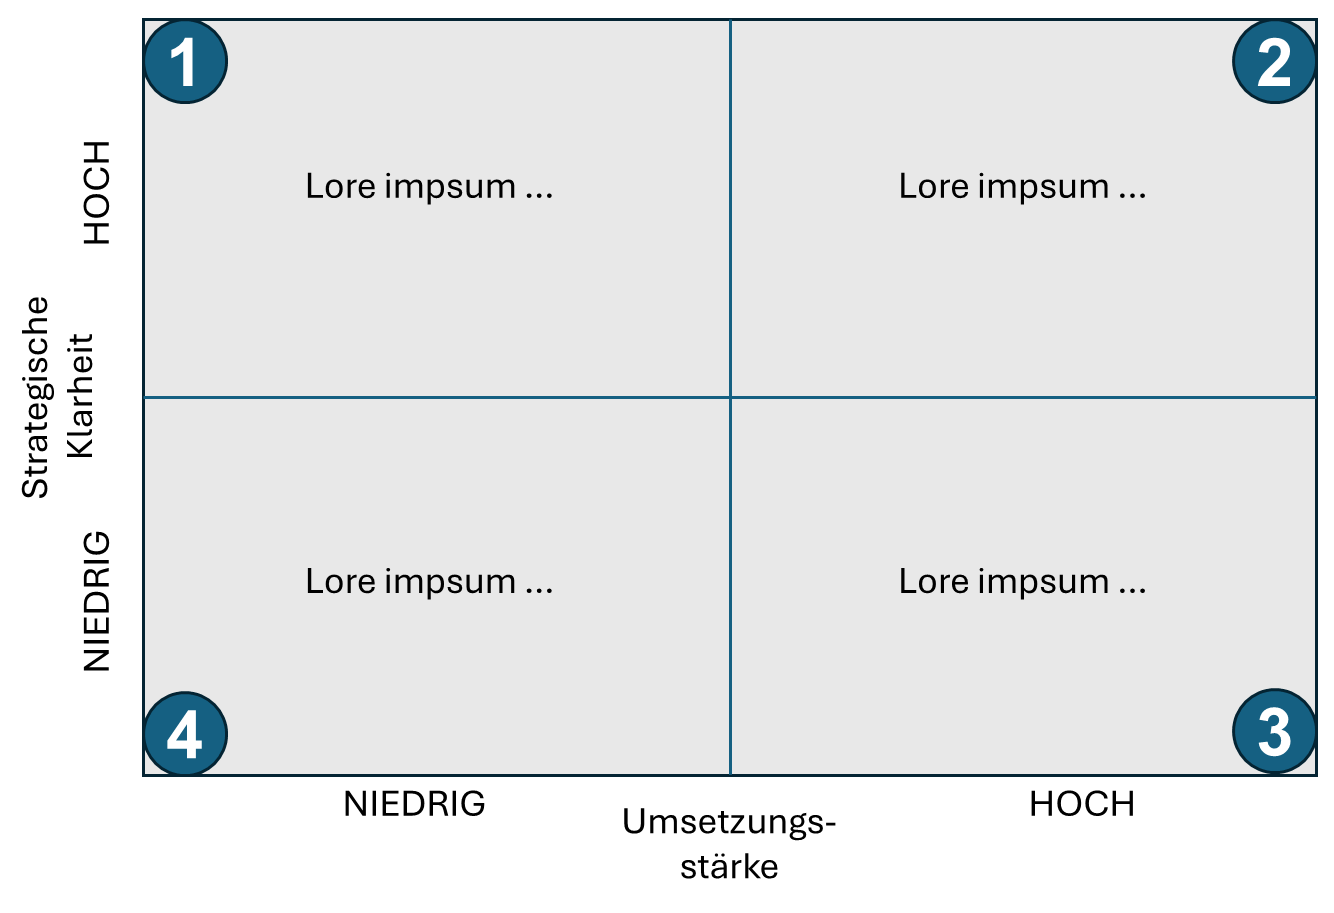 1
2
HOCH
Lore impsum ...
Lore impsum ...
Strategische
Klarheit
NIEDRIG
Lore impsum ...
Lore impsum ...
4
3
NIEDRIG
HOCH
Umsetzungs-
stärke